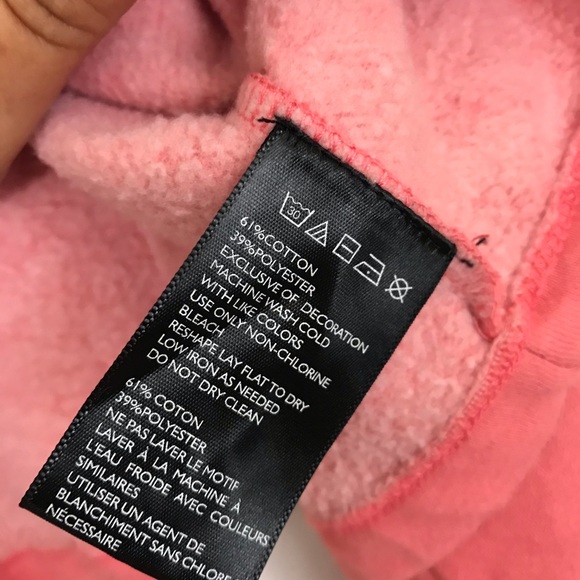 30
61%COTTON
39%POLYESTER
EXCLUSIVE OF DECORATION
MACHINE WASH COLD
WITH LIKE COLORS
USE ONLY NON-CHLORINE
BLEACH
RESHAPE LAY FLAT TO DRY
LOW IRON AS NEEDED
DO NOT DRY CLEAN
61% COTTON
39%POLYESTER
NE PAS LAVER LE MOTIF
LAVER À LA MACHINE À
L'EAU FROIDE AVEC COULEURS
SIMILAIRES
UTILISER UN AGENT DE
BLANCHIMENT SANS CHLORE
NÉCESSAIRE